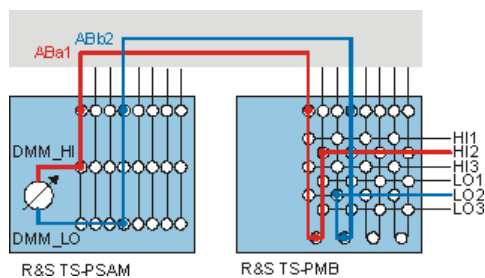 ABb2
ABa1
DMM_HI
HI1
HI2
HI3
LO1
LO2
LO3
DMM_LO
R&S TS-PSAM
R&S TS-PMB